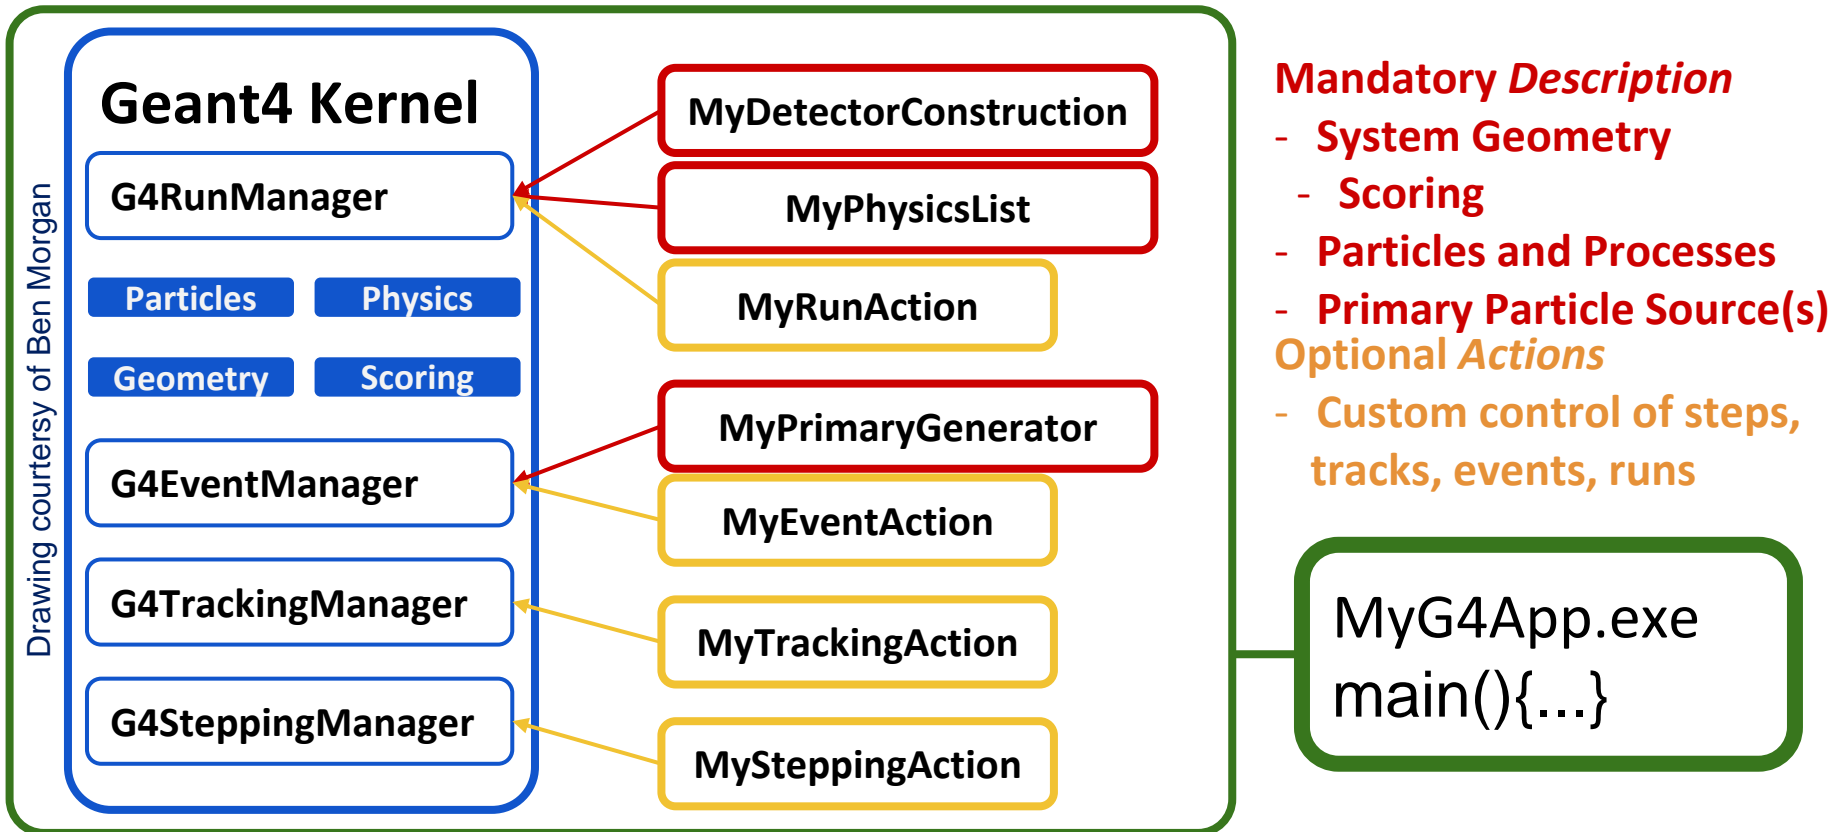 Drawing courtersy of Ben Morgan
Geant4 Kernel
G4RunManager
Particles
Physics
Geometry
Scoring
G4EventManager
G4TrackingManager
G4SteppingManager
MyDetectorConstruction
MyPhysicsList
MyRunAction
MyPrimaryGenerator
MyEventAction
MyTrackingAction
MySteppingAction
Mandatory Description
- System Geometry
- Scoring
- Particles and Processes
- Primary Particle Source(s)
Optional Actions
- Custom control of steps,
tracks, events, runs
MyG4App.exe
main(){...}